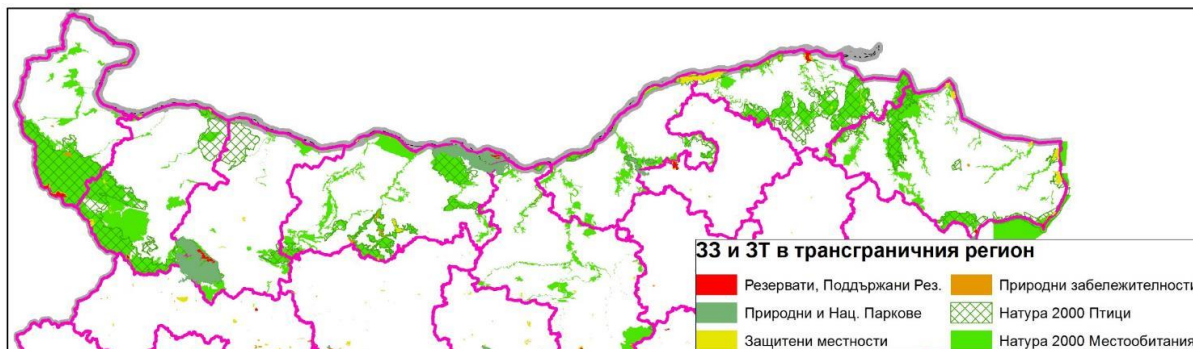 ЗЗ и ЗТ в трансграничния регион
Резервати, Поддържани Рез.
Природни забележителности
Природни и Нац. Паркове
Натура 2000 Птици
Защитени местности
Натура 2000 Местообитания